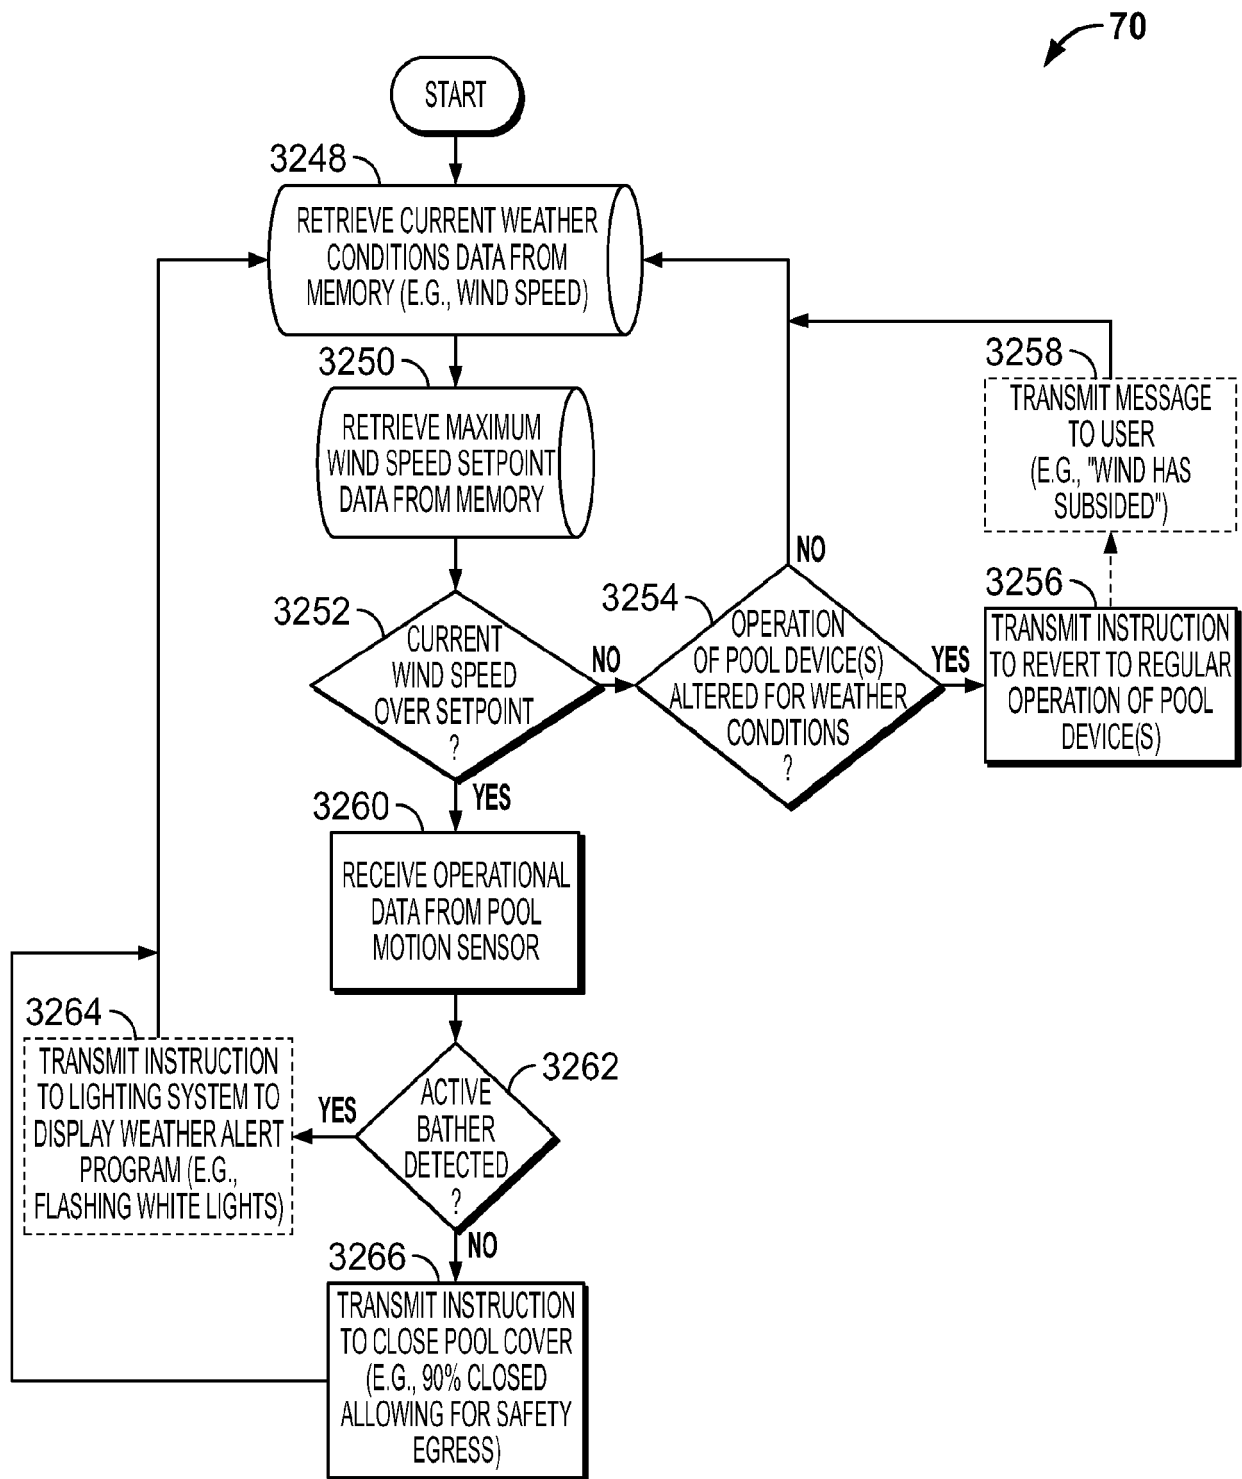 70
START
3248
RETRIEVE CURRENT WEATHER
CONDITIONS DATA FROM
MEMORY (E.G., WIND SPEED)
3250
RETRIEVE MAXIMUM
WIND SPEED SETPOINT
DATA FROM MEMORY
3252
CURRENT
WIND SPEED
OVER SETPOINT
?
NO
YES
3254
OPERATION
OF POOL DEVICE(S)
ALTERED FOR WEATHER
CONDITIONS
?
NO
YES
3256
TRANSMIT INSTRUCTION
TO REVERT TO REGULAR
OPERATION OF POOL
DEVICE(S)
3258
TRANSMIT MESSAGE
TO USER
(E.G., "WIND HAS
SUBSIDED")
3260
RECEIVE OPERATIONAL
DATA FROM POOL
MOTION SENSOR
3262
ACTIVE
BATHER
DETECTED
?
YES
NO
3264
TRANSMIT INSTRUCTION
TO LIGHTING SYSTEM TO
DISPLAY WEATHER ALERT
PROGRAM (E.G.,
FLASHING WHITE LIGHTS)
3266
TRANSMIT INSTRUCTION
TO CLOSE POOL COVER
(E.G., 90% CLOSED
ALLOWING FOR SAFETY
EGRESS)